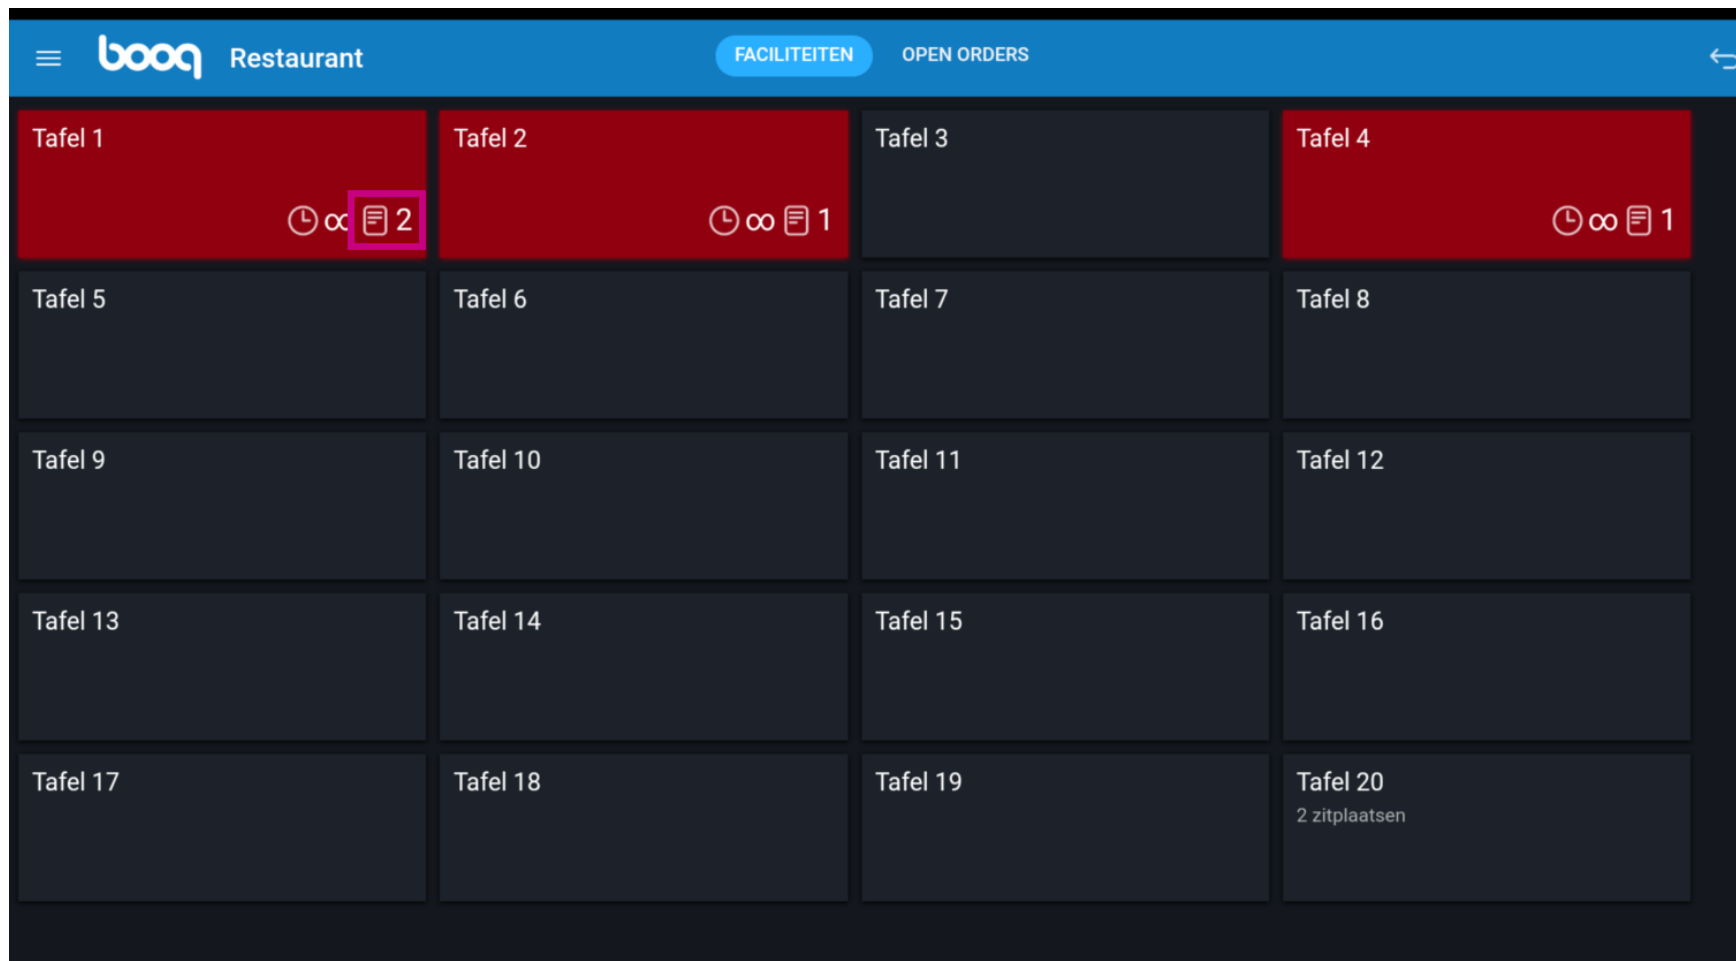 booq Restaurant FACILITEITEN OPEN ORDERS
Tafel 1 Tafel 2 Tafel 3 Tafel 4
∞ 2 ∞ 1 ∞ 1
Tafel 5 Tafel 6 Tafel 7 Tafel 8
Tafel 9 Tafel 10 Tafel 11 Tafel 12
Tafel 13 Tafel 14 Tafel 15 Tafel 16
Tafel 17 Tafel 18 Tafel 19 Tafel 20
2 zitplaatsen